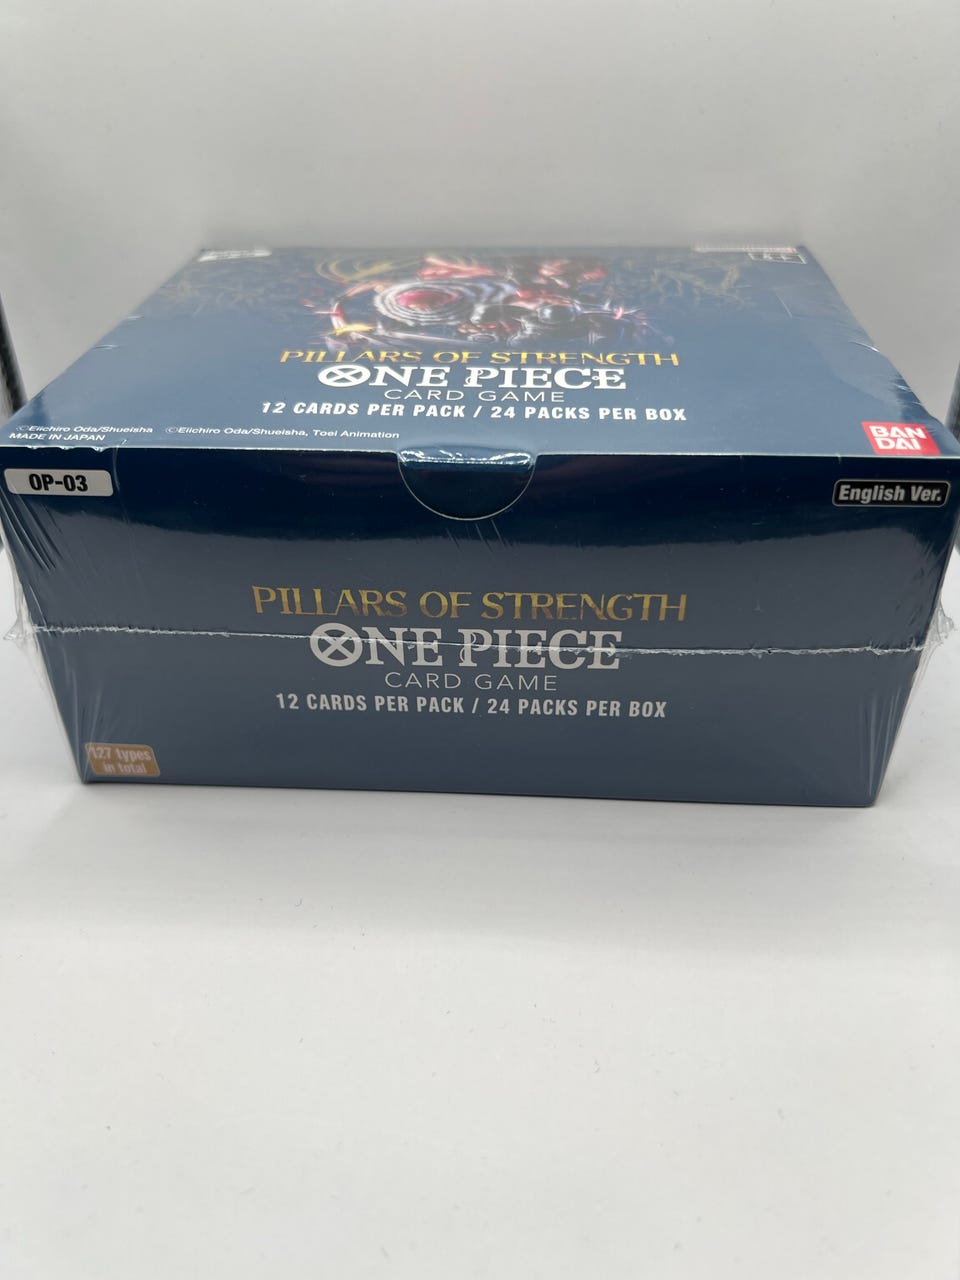 PILLARS OF STRENGTH
ONE PIECE
CARD GAME
12 CARDS PER PACK / 24 PACKS PER BOX
©Eiichiro Oda/Shueisha ©Eiichiro Oda/Shueisha, Toei Animation
MADE IN JAPAN
BAN
DAI
OP-03
English Ver.
PILLARS OF STRENGTH
ONE PIECE
CARD GAME
12 CARDS PER PACK / 24 PACKS PER BOX
127 types
in total